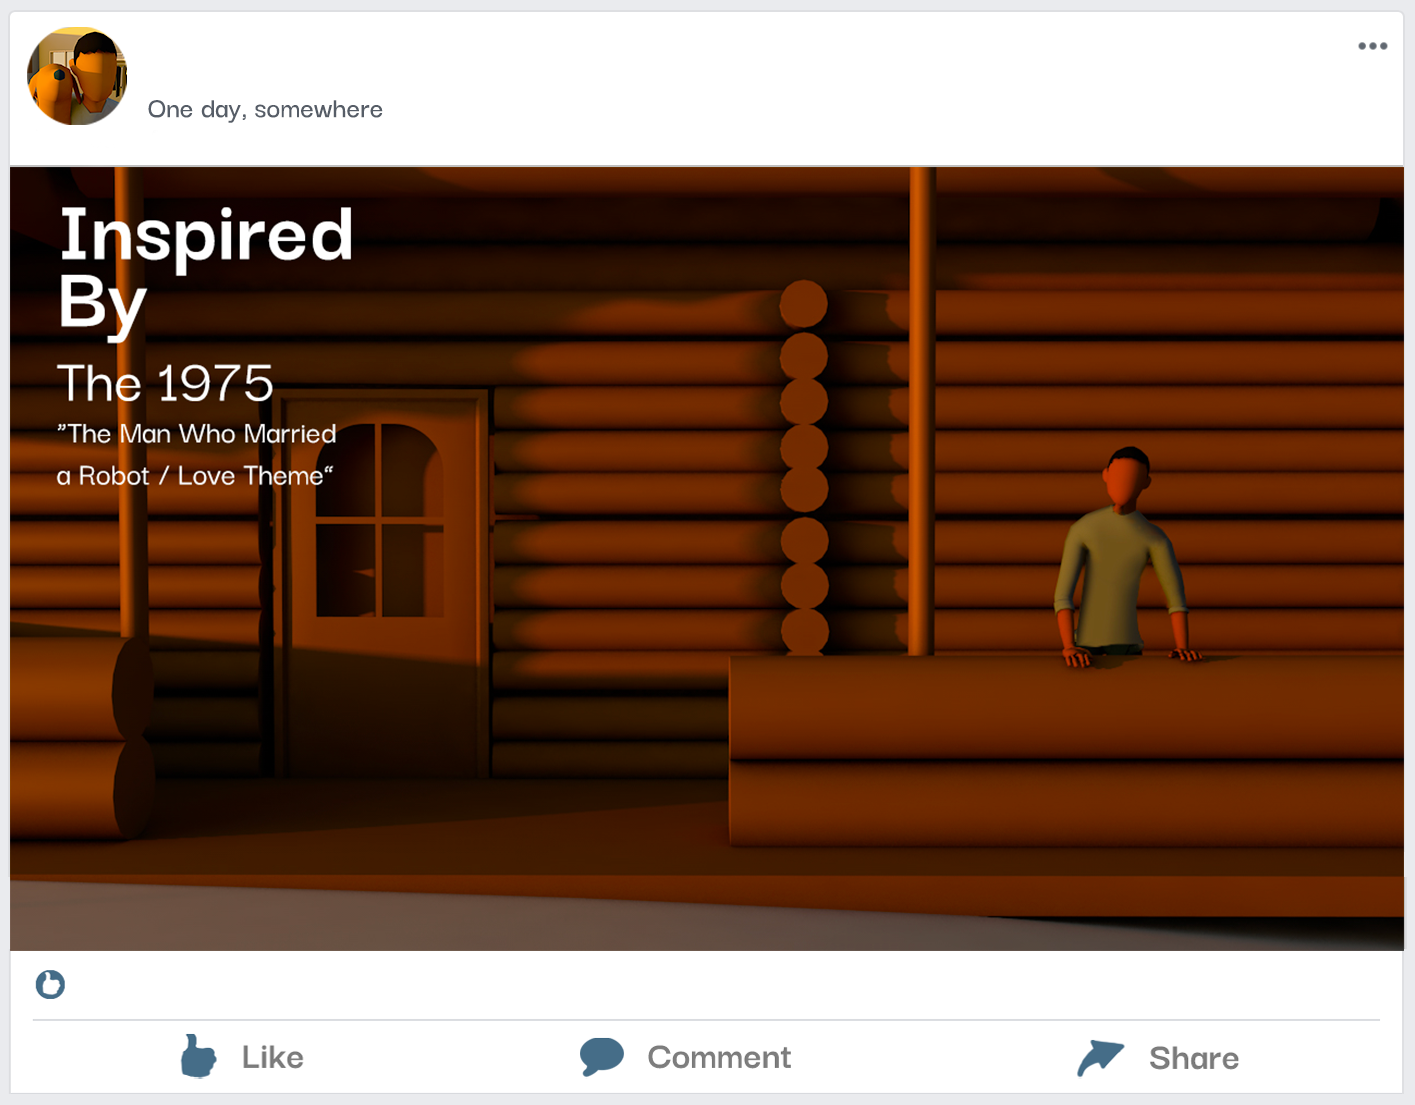 One day, somewhere
Inspired
By
The 1975
”The Man Who Married
a Robot / Love Theme“
Like
Comment
Share